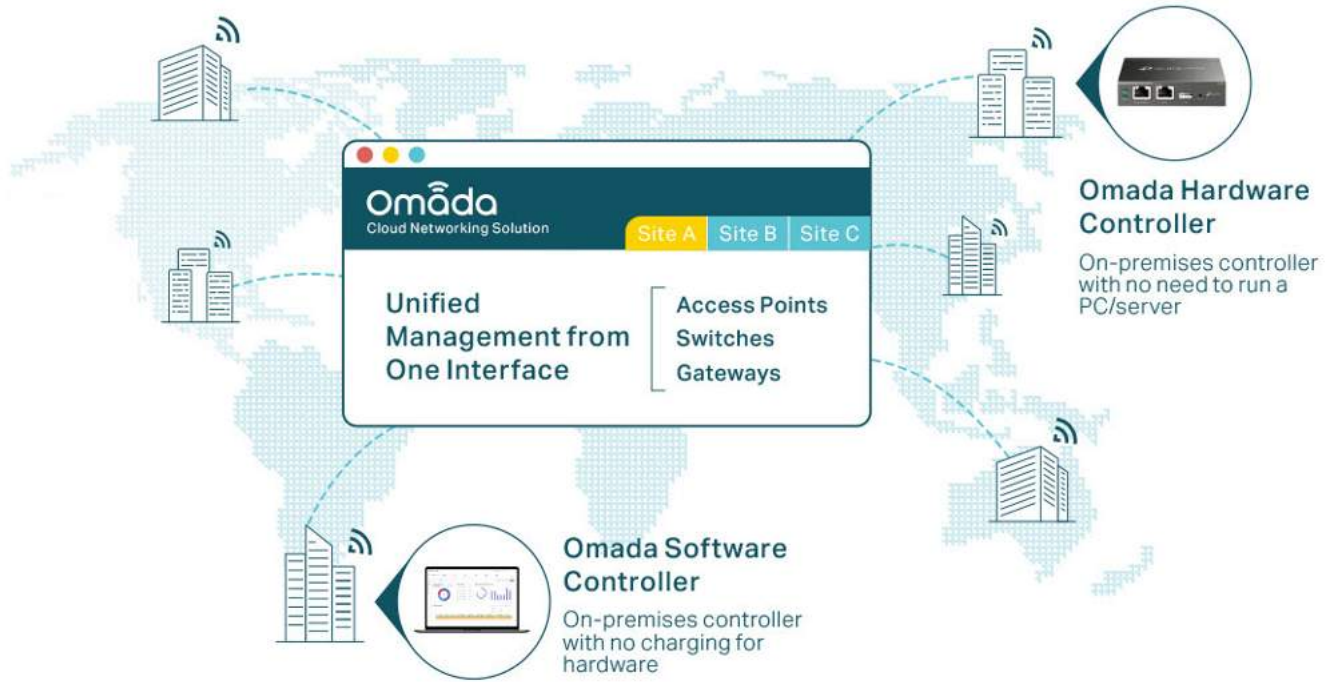 Omada
Cloud Networking Solution
Site A
Site B
Site C
Unified
Management from
One Interface
Access Points
Switches
Gateways
Omada Hardware
Controller
On-premises controller
with no need to run a
PC/server
Omada Software
Controller
On-premises controller
with no charging for
hardware